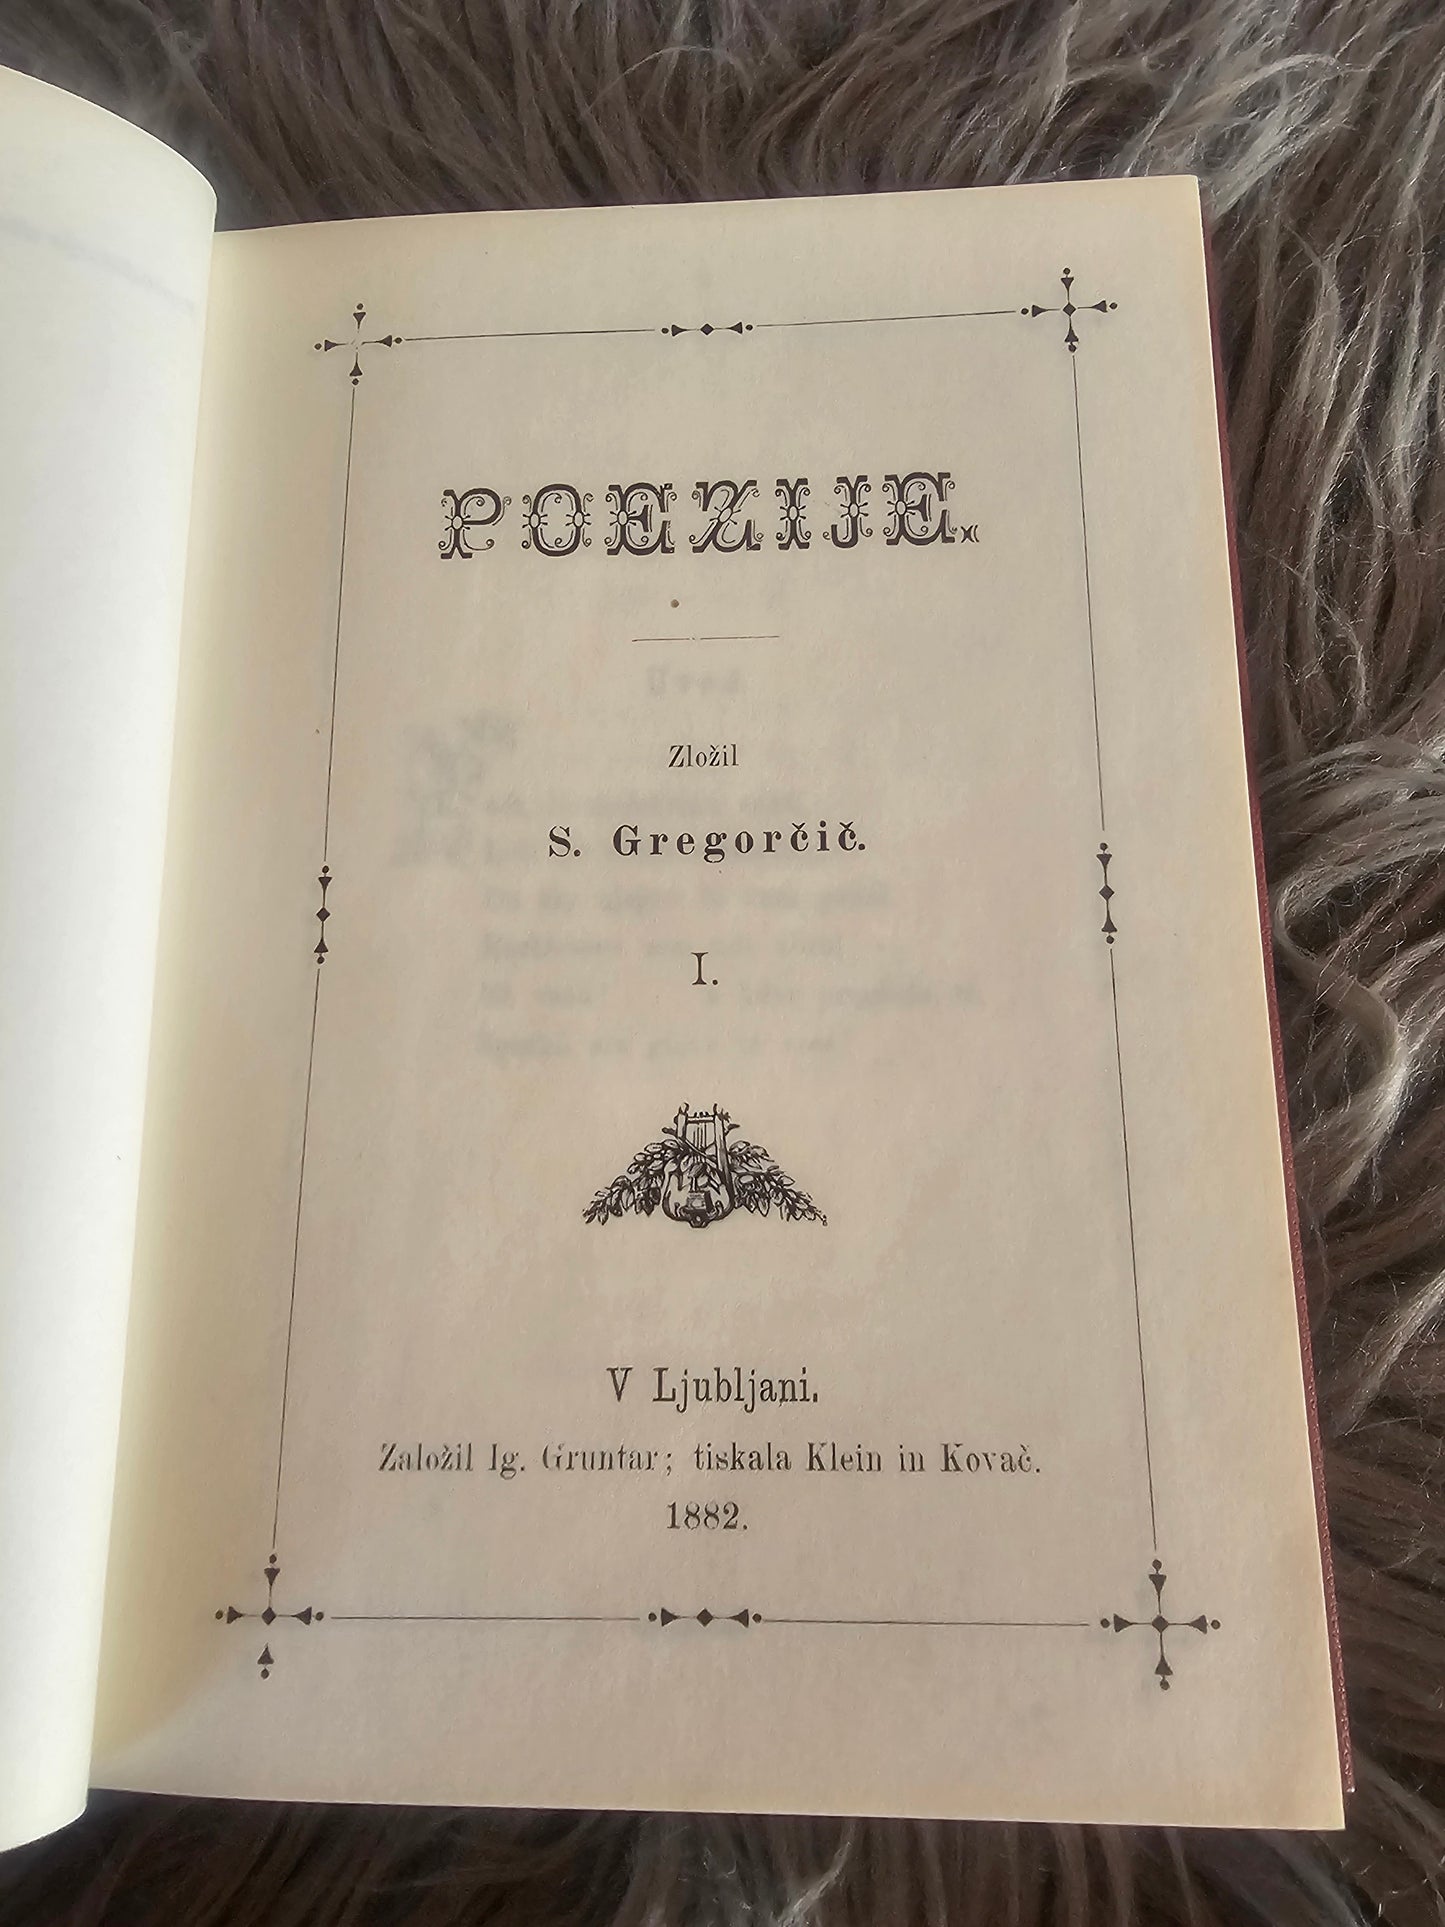 POEZIJE.
Zložil
S. Gregorčič.
I.
V Ljubljani.
Založil Ig. Gruntar; tiskala Klein in Kovač.
1882.